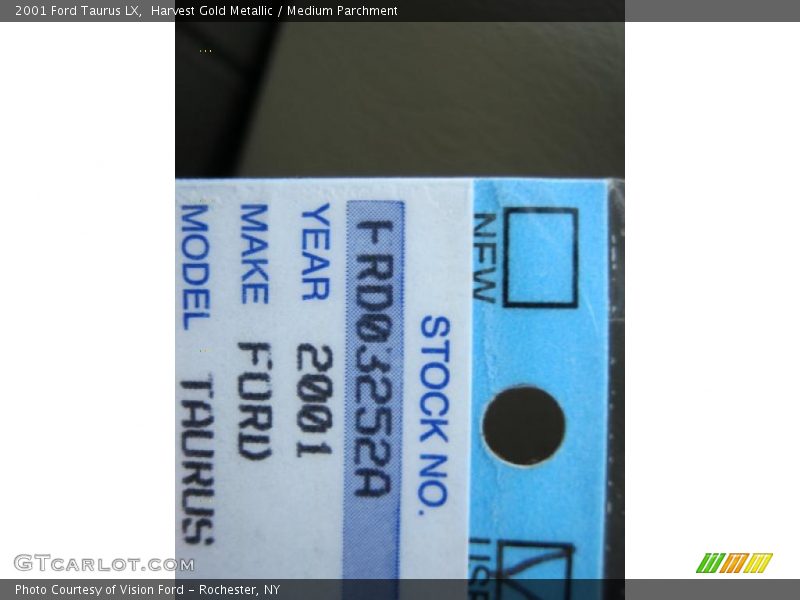 2001 Ford Taurus LX, Harvest Gold Metallic / Medium Parchment
NEW
USE
STOCK NO.
FRD03252A
YEAR 2001
MAKE FORD
MODEL TAURUS
GTcarlot.com
Photo Courtesy of Vision Ford - Rochester, NY